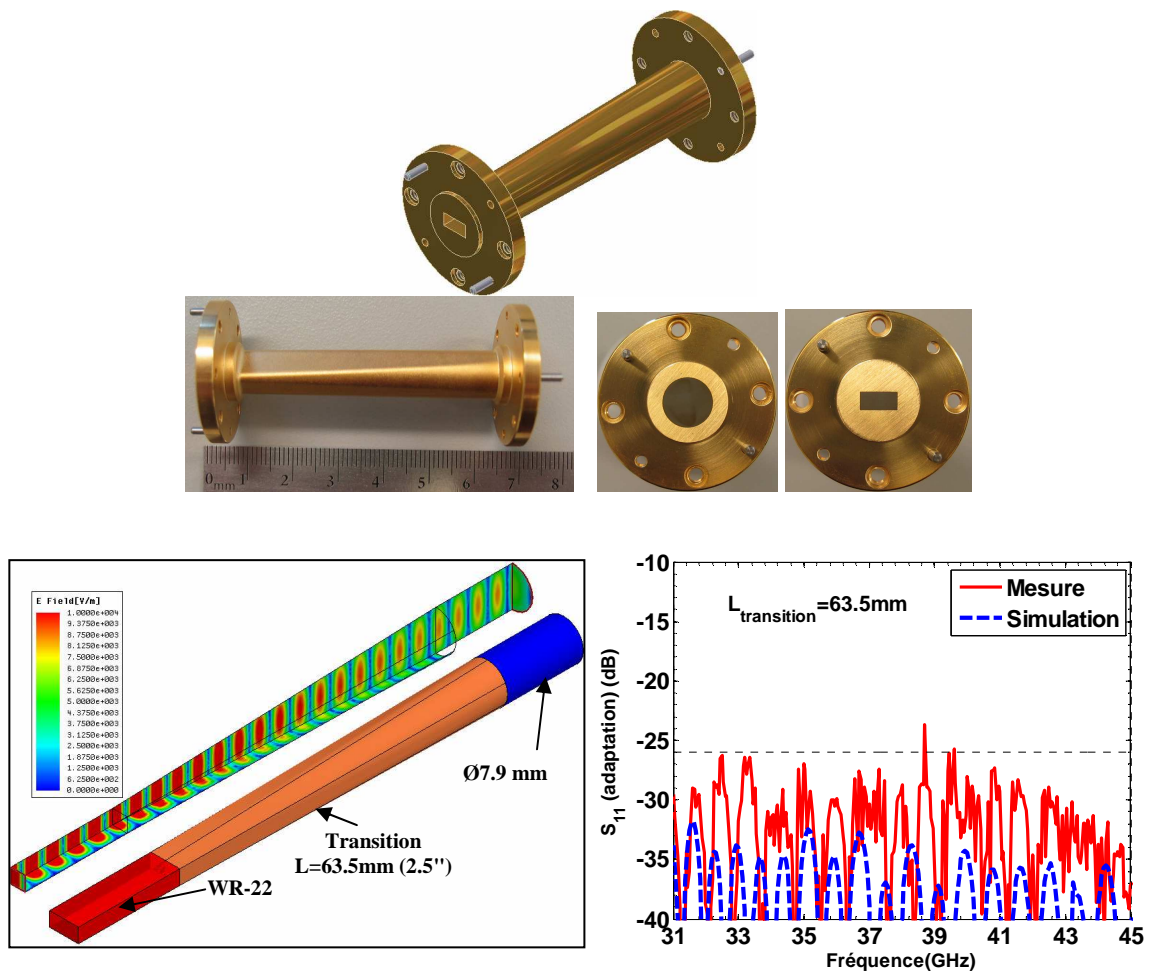 0
mm
1
2
3
4
5
6
7
8
E Field[V/m]
1.0000e+004
9.3750e+003
8.7500e+003
8.1250e+003
7.5000e+003
6.8750e+003
6.2500e+003
5.6250e+003
5.0000e+003
4.3750e+003
3.7500e+003
3.1250e+003
2.5000e+003
1.8750e+003
1.2500e+003
6.2500e+002
0.0000e+000
Ø7.9 mm
Transition
L=63.5mm (2.5'')
WR-22
-10
-15
-20
-25
-30
-35
-40
S11 (adaptation) (dB)
Ltransition=63.5mm
Mesure
Simulation
31 33 35 37 39 41 43 45
Fréquence(GHz)